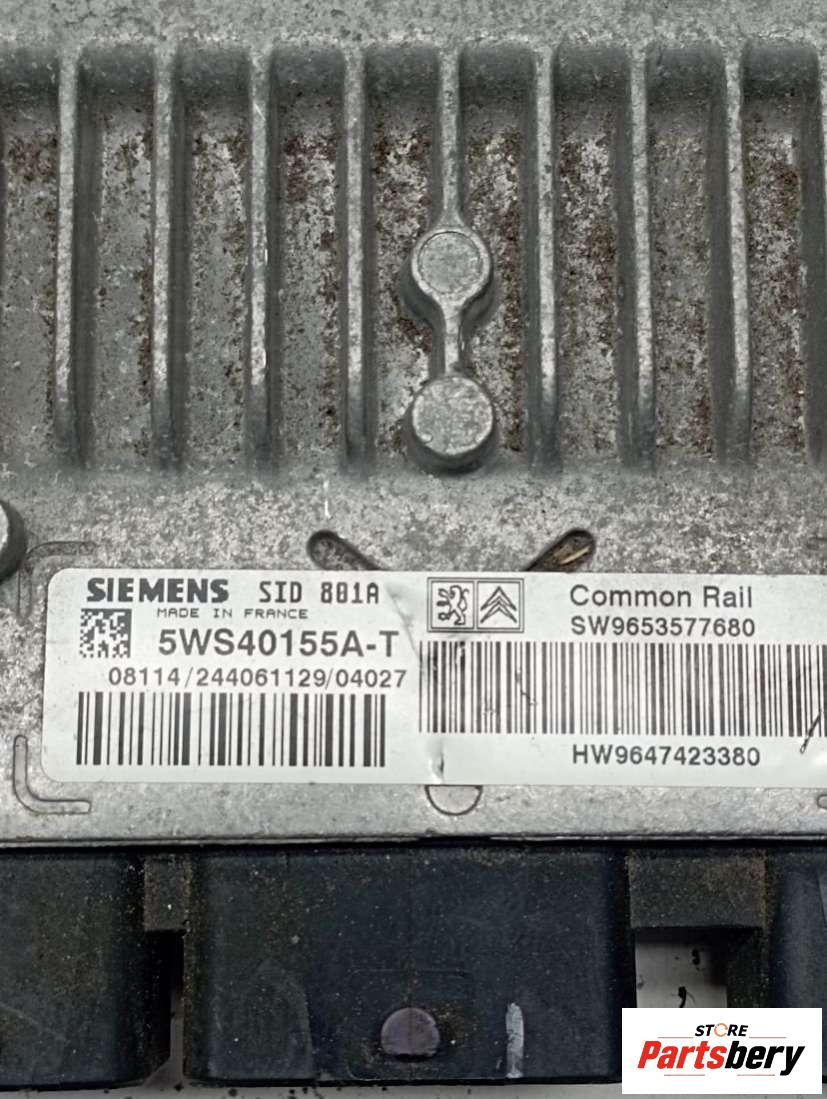 SIEMENS SID 801A
MADE IN FRANCE
5WS40155A-T
08114/244061129/04027
Common Rail
SW9653577680
HW9647423380
STORE
Partsbery